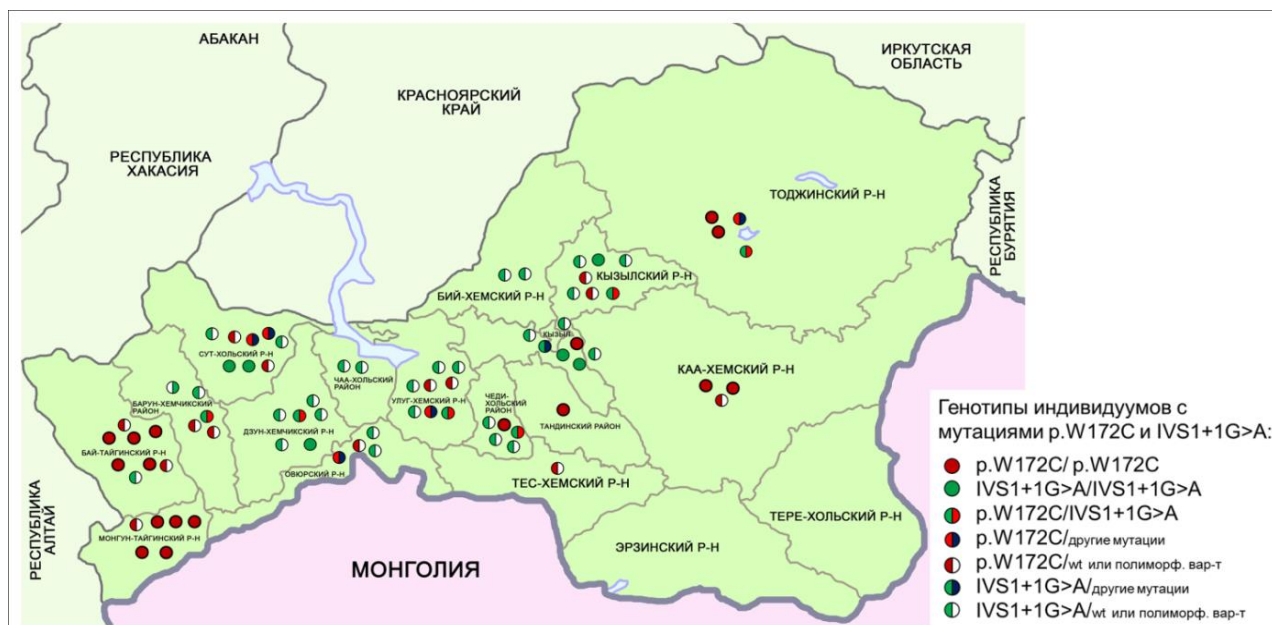 АБАКАН
ИРКУТСКАЯ
ОБЛАСТЬ
КРАСНОЯРСКИЙ
КРАЙ
РЕСПУБЛИКА
ХАКАСИЯ
ТОДЖИНСКИЙ Р-Н
РЕСПУБЛИКА
БУРЯТИЯ
КЫЗЫЛСКИЙ Р-Н
БИЙ-ХЕМСКИЙ Р-Н
КЫЗЫЛ
СУТ-ХОЛЬСКИЙ Р-Н
ЧАА-ХОЛЬСКИЙ
РАЙОН
КАА-ХЕМСКИЙ Р-Н
БАРУН-ХЕМЧИКСКИЙ
РАЙОН
УЛУГ-ХЕМСКИЙ Р-Н
ЧЕДИ-
ХОЛЬСКИЙ
РАЙОН
ДЗУН-ХЕМЧИКСКИЙ Р-Н
ТАНДИНСКИЙ РАЙОН
БАЙ-ТАЙГИНСКИЙ Р-Н
ОВЮРСКИЙ Р-Н
ТЕС-ХЕМСКИЙ Р-Н
ТЕРЕ-ХОЛЬСКИЙ Р-Н
МОНГУН-ТАЙГИНСКИЙ Р-Н
ЭРЗИНСКИЙ Р-Н
РЕСПУБЛИКА
АЛТАЙ
МОНГОЛИЯ
Генотипы индивидуумов с
мутациями p.W172C и IVS1+1G>A:
p.W172C/ p.W172C
IVS1+1G>A/IVS1+1G>A
p.W172C/IVS1+1G>A
p.W172C/другие мутации
p.W172C/wt или полиморф. вар-т
IVS1+1G>A/другие мутации
IVS1+1G>A/wt или полиморф. вар-т